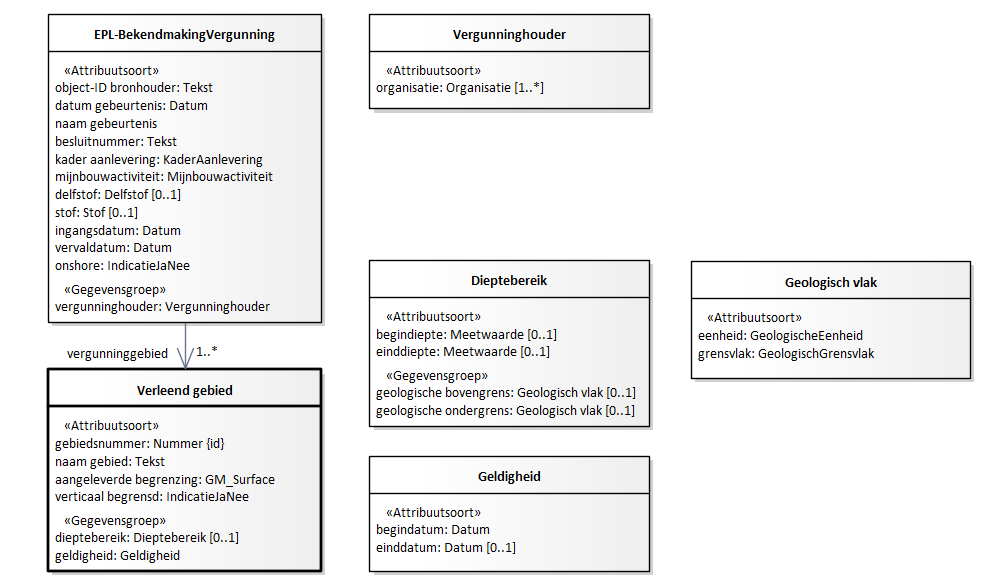 EPL-BekendmakingVergunning
«Attribuutsoort»
object-ID bronhouder: Tekst
datum gebeurtenis: Datum
naam gebeurtenis
besluitnummer: Tekst
kader aanlevering: KaderAanlevering
mijnbouwactiviteit: Mijnbouwactiviteit
delfstof: Delfstof [0..1]
stof: Stof [0..1]
ingangsdatum: Datum
vervaldatum: Datum
onshore: IndicatieJaNee
«Gegevensgroep»
vergunninghouder: Vergunninghouder
vergunninggebied
1..*
Verleend gebied
«Attribuutsoort»
gebiedsnummer: Nummer {id}
naam gebied: Tekst
aangeleverde begrenzing: GM_Surface
verticaal begrensd: IndicatieJaNee
«Gegevensgroep»
dieptebereik: Dieptebereik [0..1]
geldigheid: Geldigheid
Vergunninghouder
«Attribuutsoort»
organisatie: Organisatie [1..*]
Dieptebereik
«Attribuutsoort»
begindiepte: Meetwaarde [0..1]
einddiepte: Meetwaarde [0..1]
«Gegevensgroep»
geologische bovengrens: Geologisch vlak [0..1]
geologische ondergrens: Geologisch vlak [0..1]
Geldigheid
«Attribuutsoort»
begindatum: Datum
einddatum: Datum [0..1]
Geologisch vlak
«Attribuutsoort»
eenheid: GeologischeEenheid
grensvlak: GeologischGrensvlak